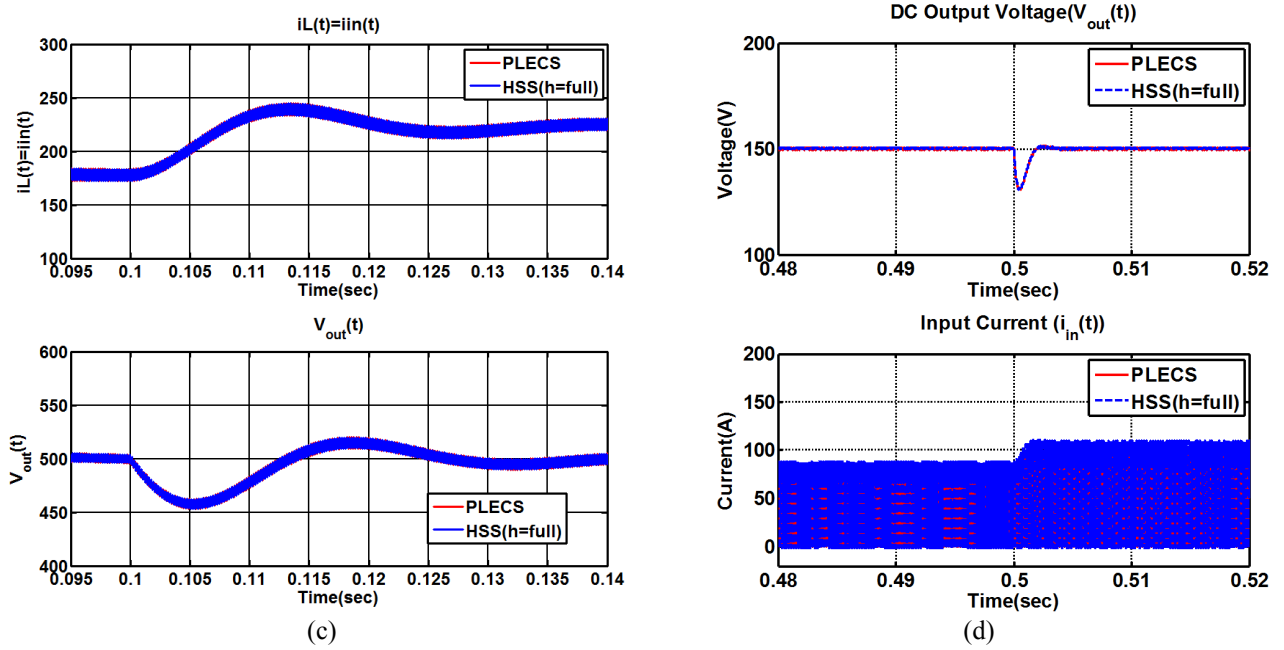 iL(t)=iin(t)
300
250
200
150
100
iL(t)=iin(t)
PLECS
HSS(h=full)
0.095 0.1 0.105 0.11 0.115 0.12 0.125 0.13 0.135 0.14
Time(sec)
Vout(t)
600
550
500
450
400
Vout(t)
PLECS
HSS(h=full)
0.095 0.1 0.105 0.11 0.115 0.12 0.125 0.13 0.135 0.14
Time(sec)
(c)
DC Output Voltage(Vout(t))
200
150
100
Voltage(V)
PLECS
HSS(h=full)
0.48 0.49 0.5 0.51 0.52
Time(sec)
Input Current (iin(t))
200
150
100
50
0
Current(A)
PLECS
HSS(h=full)
0.48 0.49 0.5 0.51 0.52
Time(sec)
(d)